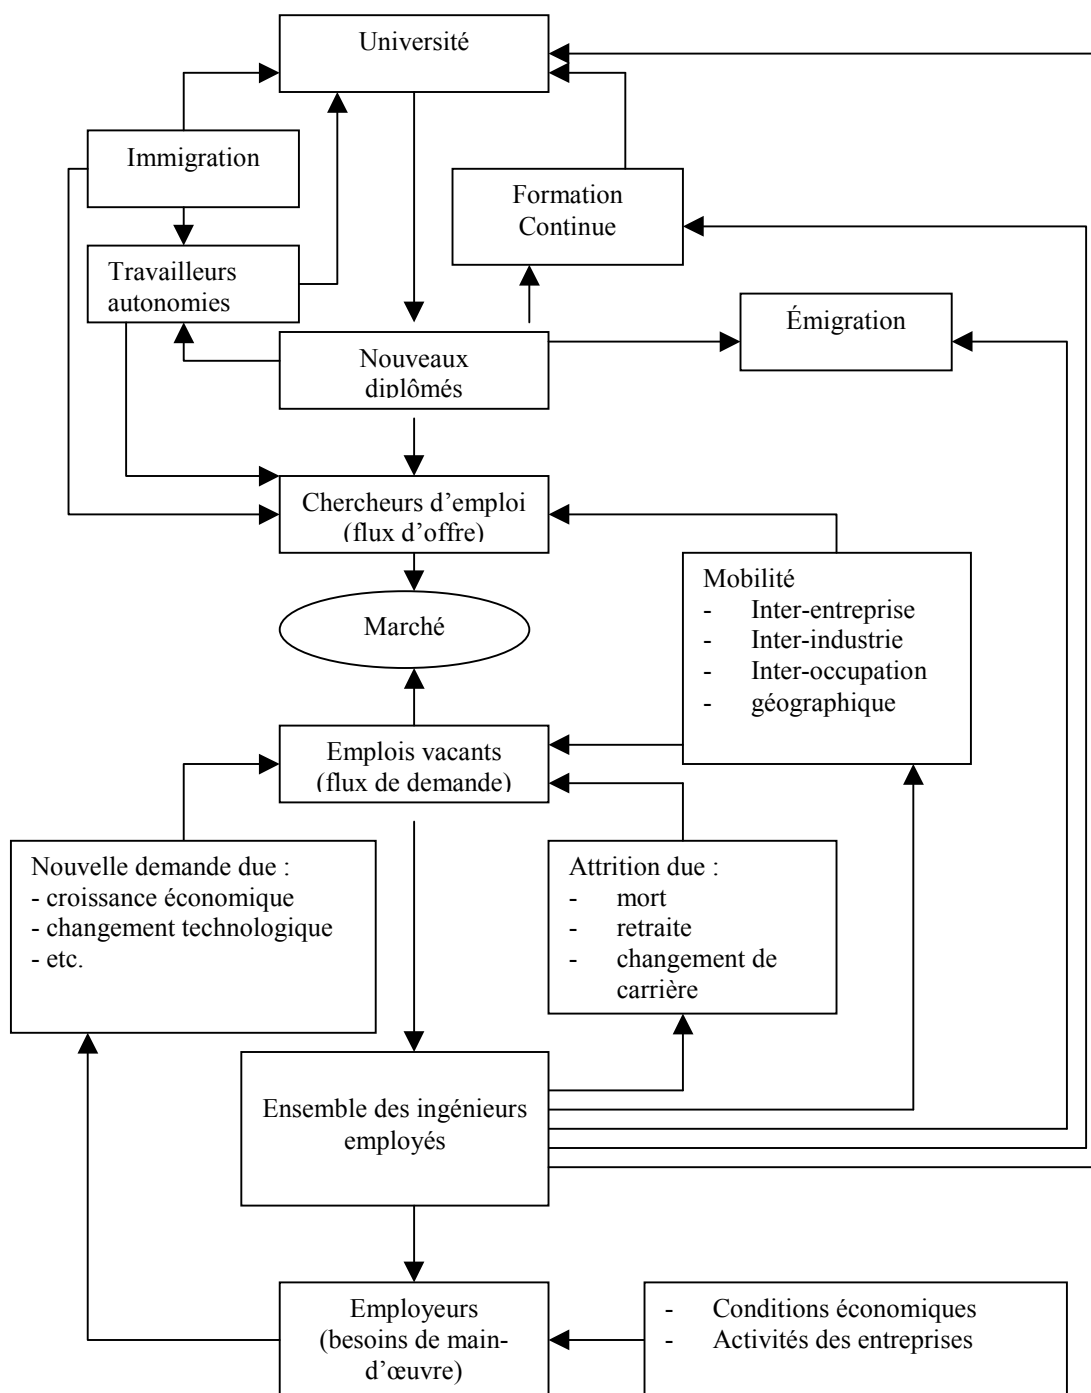 Université
Immigration
Formation
Continue
Travailleurs
autonomies
Émigration
Nouveaux
diplômés
Chercheurs d’emploi
(flux d’offre)
Mobilité
- Inter-entreprise
- Inter-industrie
- Inter-occupation
- géographique
Marché
Emplois vacants
(flux de demande)
Nouvelle demande due :
- croissance économique
- changement technologique
- etc.
Attrition due :
- mort
- retraite
- changement de
carrière
Ensemble des ingénieurs
employés
Employeurs
(besoins de main-
d’œuvre)
- Conditions économiques
- Activités des entreprises